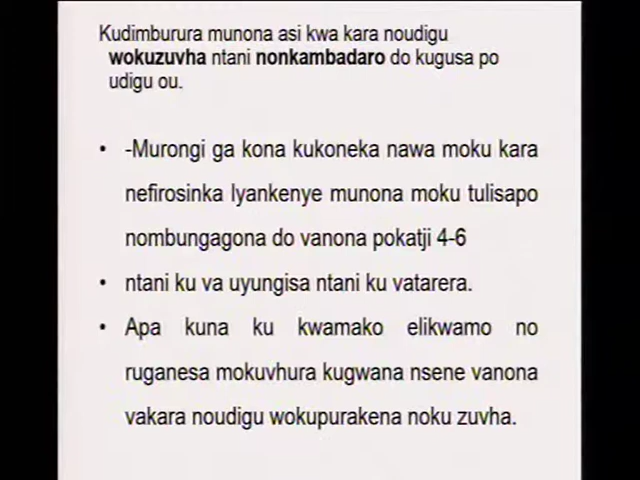 Kudimburura munona asi kwa kara noudigu
wokuzuvha ntani nonkambadaro do kugusa po
udigu ou.
• -Murongi ga kona kukoneka nawa moku kara
nefirosinka lyankenye munona moku tulisapo
nombungagona do vanona pokatji 4-6
• ntani ku va uyungisa ntani ku vatarera.
• Apa kuna ku kwamako elikwamo no
ruganesa mokuvhura kugwana nsene vanona
vakara noudigu wokupurakena noku zuvha.